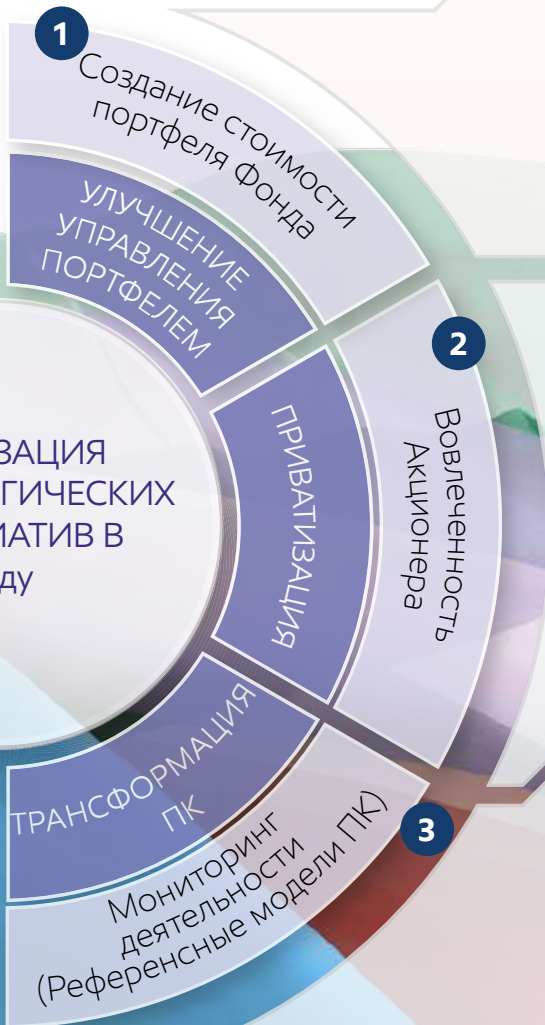 1
Создание стоимости
портфеля Фонда
УЛУЧШЕНИЕ
УПРАВЛЕНИЯ
ПОРТФЕЛЕМ
2
Вовлеченность
Акционера
ПРИВАТИЗАЦИЯ
ЗАЦИЯ
ГИЧЕСКИХ
ИАТИВ В
ду
ТРАНСФОРМАЦИЯ
ПК
3
Мониторинг
деятельности
(Референсные модели ПК)